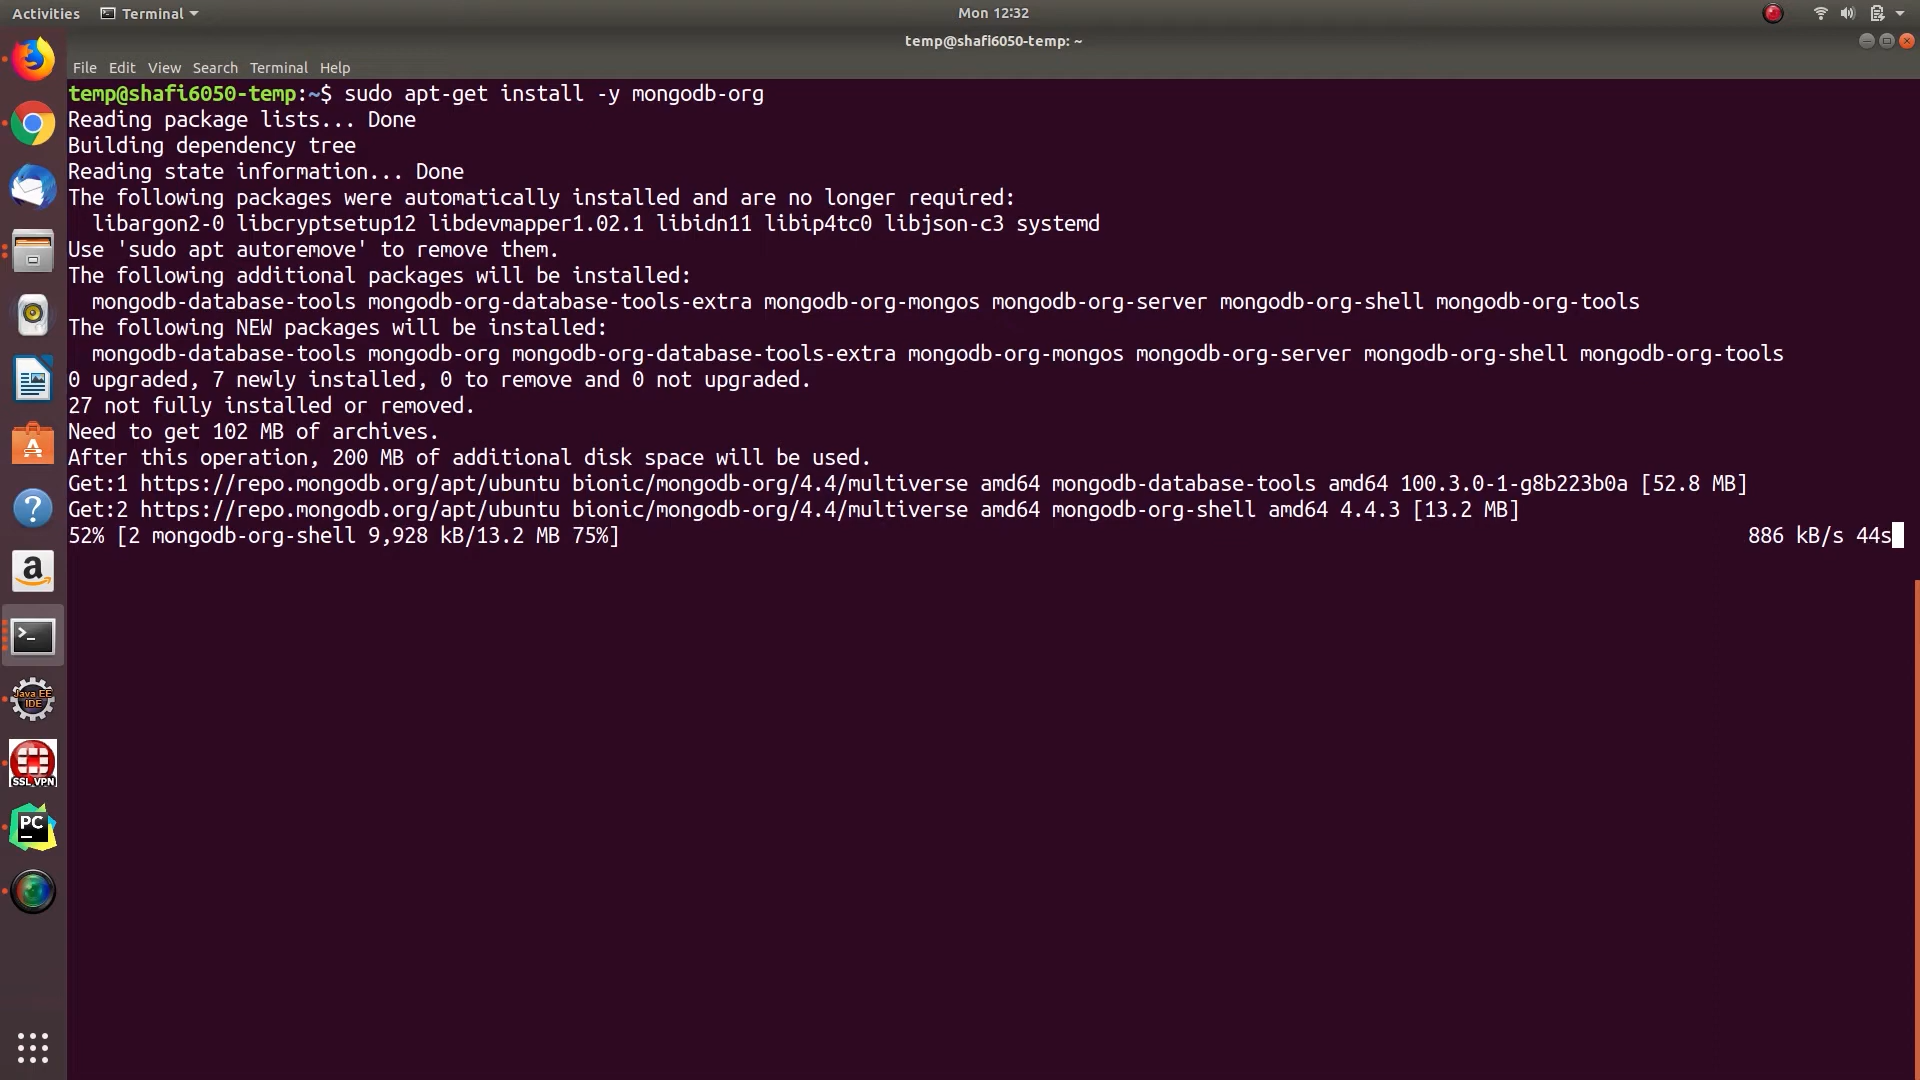 Activities Terminal Mon 12:32
temp@shafi6050-temp: ~
File Edit View Search Terminal Help
temp@shafi6050-temp:~$ sudo apt-get install -y mongodb-org
Reading package lists... Done
Building dependency tree
Reading state information... Done
The following packages were automatically installed and are no longer required:
libargon2-0 libcryptsetup12 libdevmapper1.02.1 libidn11 libip4tc0 libjson-c3 systemd
Use 'sudo apt autoremove' to remove them.
The following additional packages will be installed:
mongodb-database-tools mongodb-org-database-tools-extra mongodb-org-mongos mongodb-org-server mongodb-org-shell mongodb-org-tools
The following NEW packages will be installed:
mongodb-database-tools mongodb-org mongodb-org-database-tools-extra mongodb-org-mongos mongodb-org-server mongodb-org-shell mongodb-org-tools
0 upgraded, 7 newly installed, 0 to remove and 0 not upgraded.
27 not fully installed or removed.
Need to get 102 MB of archives.
After this operation, 200 MB of additional disk space will be used.
Get:1 https://repo.mongodb.org/apt/ubuntu bionic/mongodb-org/4.4/multiverse amd64 mongodb-database-tools amd64 100.3.0-1-g8b223b0a [52.8 MB]
Get:2 https://repo.mongodb.org/apt/ubuntu bionic/mongodb-org/4.4/multiverse amd64 mongodb-org-shell amd64 4.4.3 [13.2 MB]
52% [2 mongodb-org-shell 9,928 kB/13.2 MB 75%] 886 kB/s 44s
A
?
a
>_
Java EE
IDE
SSL VPN
PC